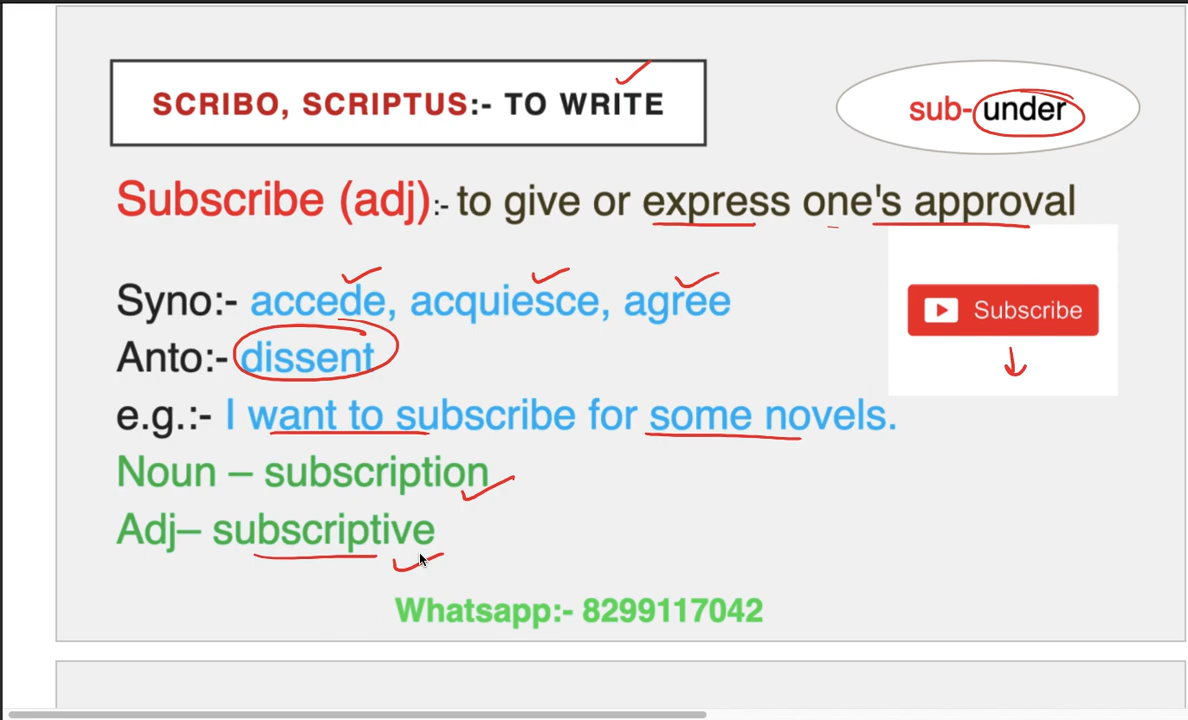 SCRIBO, SCRIPTUS:- TO WRITE
sub-under
Subscribe (adj):- to give or express one's approval
Syno:- accede, acquiesce, agree
Subscribe
Anto:- dissent
e.g.:- I want to subscribe for some novels.
Noun – subscription
Adj– subscriptive
Whatsapp:- 8299117042